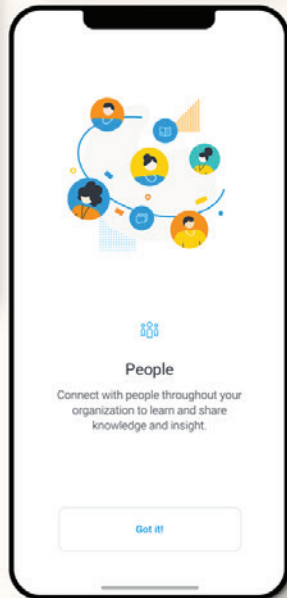 People
Connect with people throughout your
organization to learn and share
knowledge and insight.
Got it!